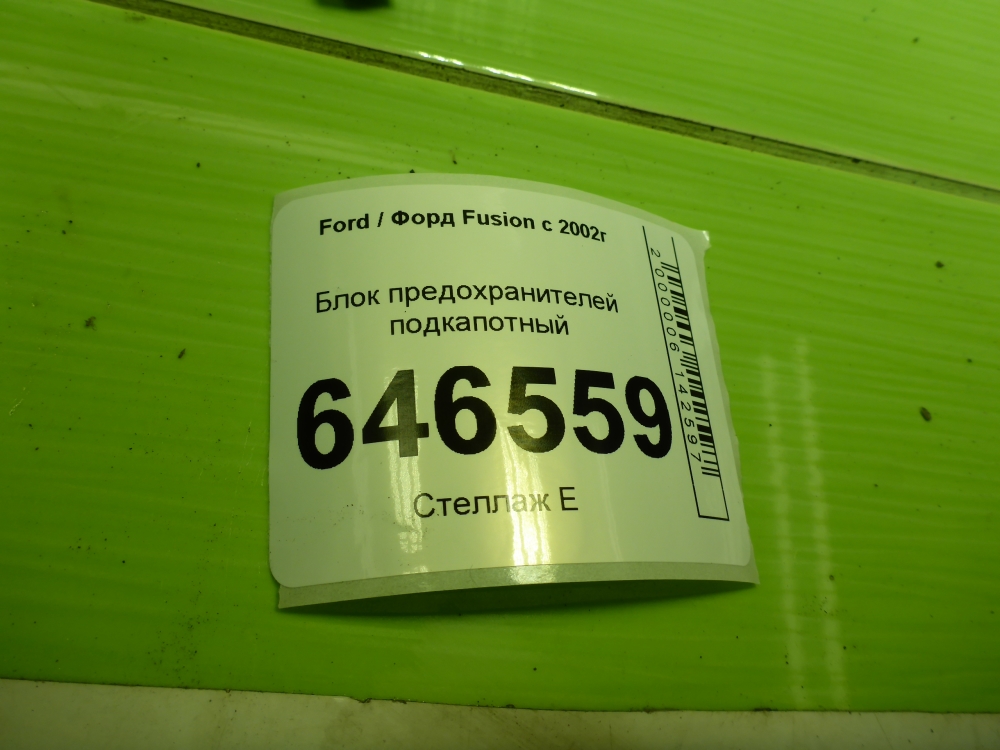 Ford / Форд Fusion с 2002г
Блок предохранителей
подкапотный
646559
Стеллаж Е
2000006142597